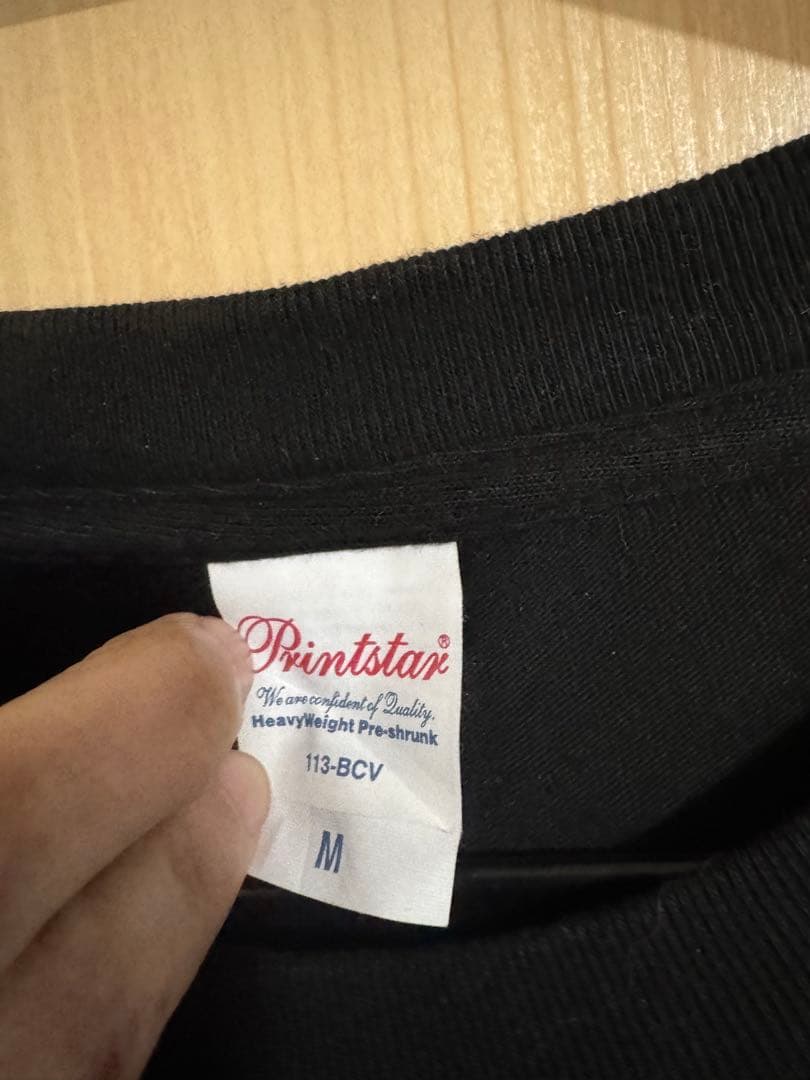 Printstar®
We are confident of Quality.
HeavyWeight Pre-shrunk
113-BCV
M